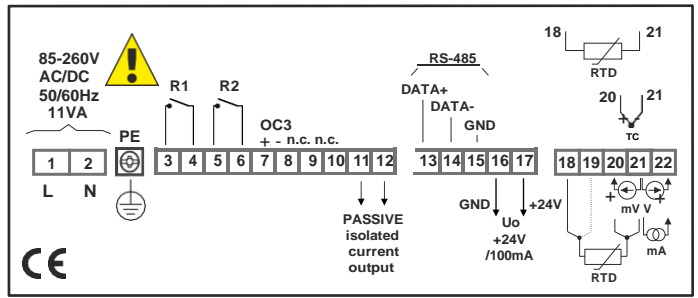 85-260V
AC/DC
50/60Hz
11VA
PE
1 2
L N
R1 R2
OC3
+ - n.c. n.c.
3 4 5 6 7 8 9 10 11 12
PASSIVE
isolated
current
output
RS-485
DATA+
DATA-
GND
13 14 15 16 17
GND +24V
Uo
+24V
/100mA
18 21
RTD
20 21
+ -
TC
18 19 20 21 22
+ +
mV V
mA
RTD
CE